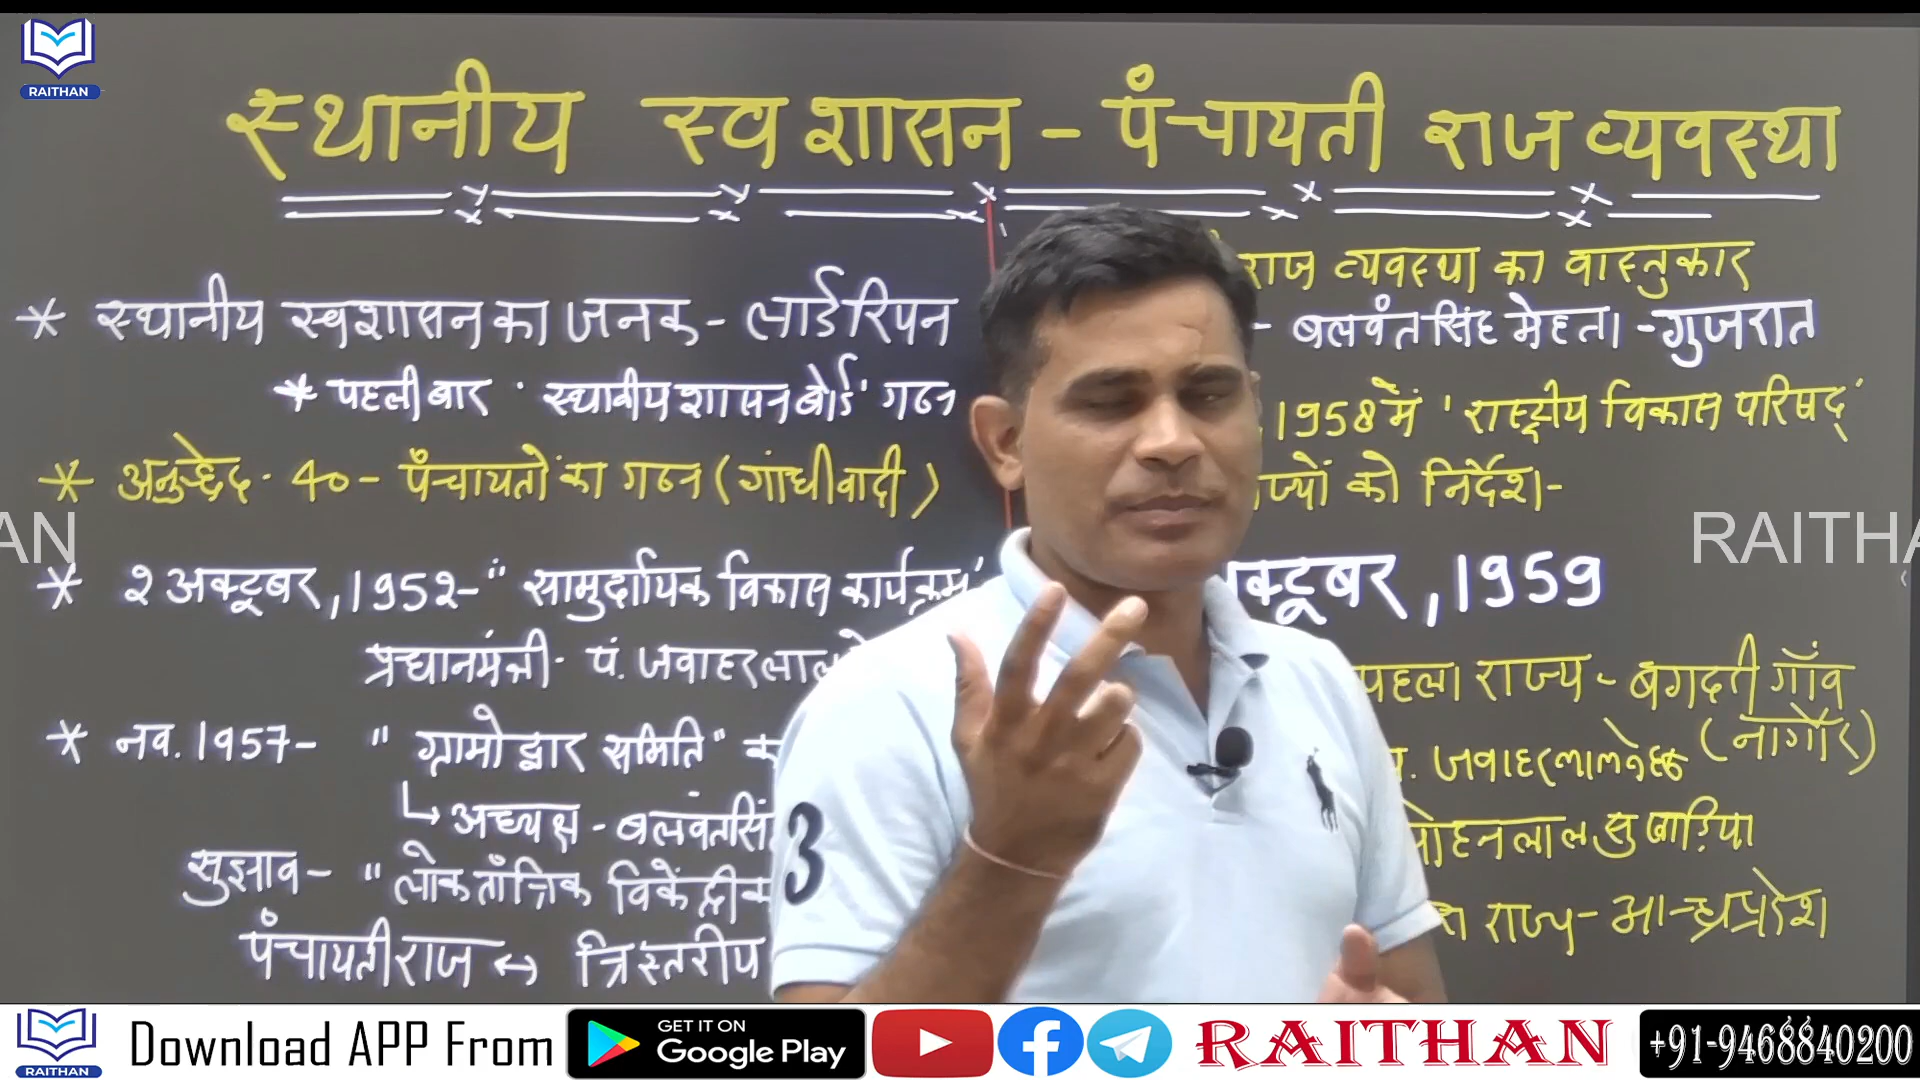 RAITHAN
स्थानीय स्वशासन - पंचायती राज व्यवस्था
* स्थानीय स्वशासन का जनक - लार्ड रिपन
* पहली बार 'स्थानीय शासन बोर्ड' गठन
* अनुच्छेद - 40 - पंचायतों का गठन (गांधीवादी)
* 2 अक्टूबर, 1952 - "सामुदायिक विकास कार्यक्रम"
प्रधानमंत्री - पं. जवाहरलाल
* नव. 1957 - "ग्रामोद्वार समिति"
↳ अध्यक्ष - बलवंतसिं
सुझाव - "लोकतांत्रिक विकेंद्रीक
पंचायतीराज ↔ त्रिस्तरीय
राज व्यवस्था का वास्तुकार
- बलवंतसिंह मेहता - गुजरात
1958 में 'राष्ट्रीय विकास परिषद्'
ज्यों को निर्देश -
क्टूबर, 1959
पहला राज्य - बगदरी गाँव
(नागौर)
. जवाहरलाल नेहरू
मोहनलाल सुखाड़िया
राज्य - आन्ध्रप्रदेश
AN
RAITHA
RAITHAN
Download APP From
GET IT ON
Google Play
RAITHAN
+91-9468840200
3